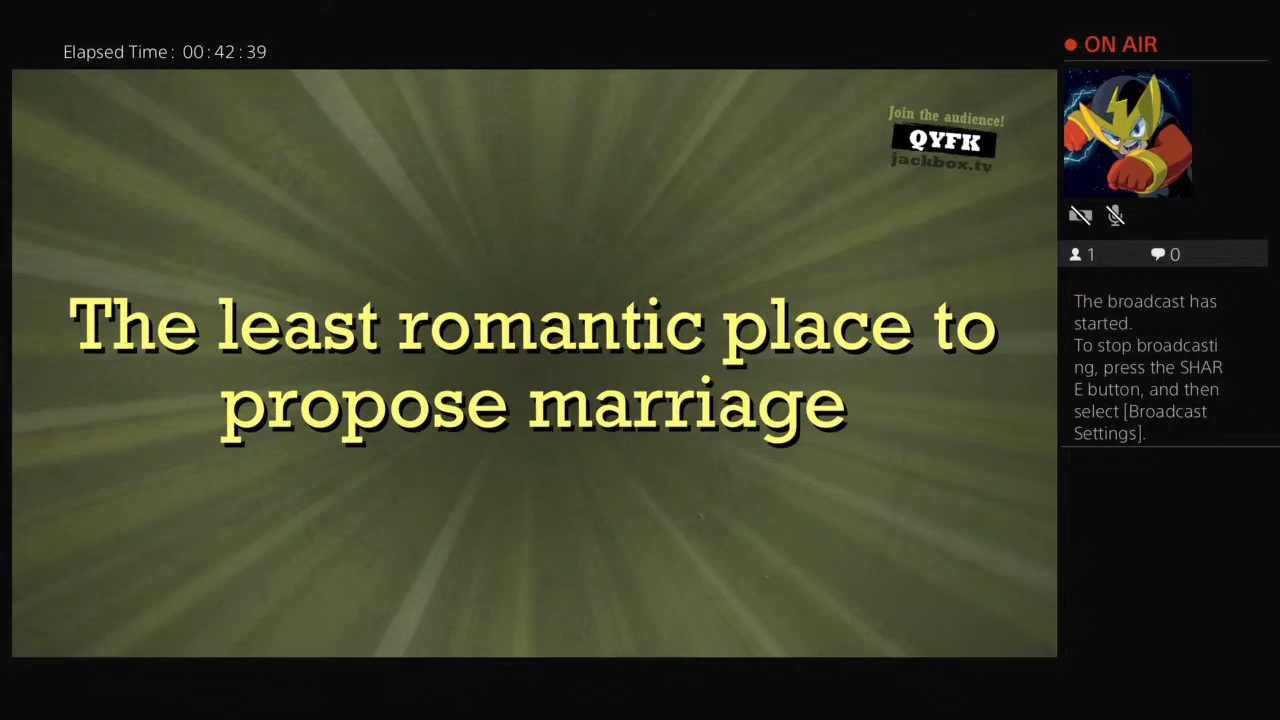 Elapsed Time: 00:42:39
ON AIR
Join the audience!
QYFK
jackbox.tv
1
0
The least romantic place to
propose marriage
The broadcast has
started.
To stop broadcasti
ng, press the SHAR
E button, and then
select [Broadcast
Settings].